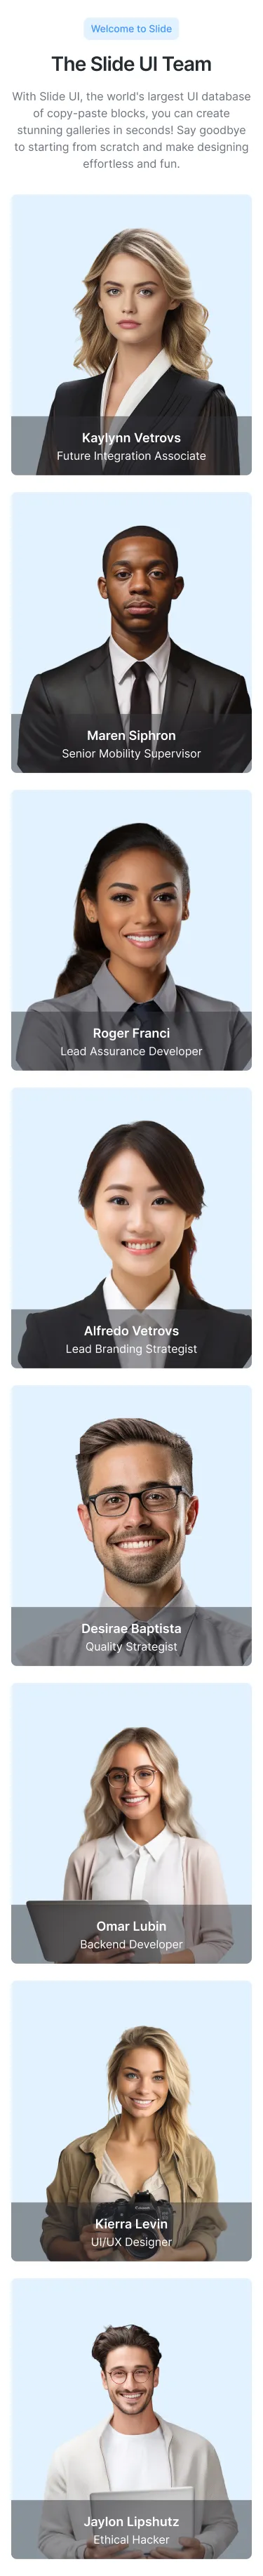 Welcome to Slide
The Slide UI Team
With Slide UI, the world's largest UI database
of copy-paste blocks, you can create
stunning galleries in seconds! Say goodbye
to starting from scratch and make designing
effortless and fun.
Kaylynn Vetrovs
Future Integration Associate
Maren Siphron
Senior Mobility Supervisor
Roger Franci
Lead Assurance Developer
Alfredo Vetrovs
Lead Branding Strategist
Desirae Baptista
Quality Strategist
Omar Lubin
Backend Developer
Kierra Levin
UI/UX Designer
Jaylon Lipshutz
Ethical Hacker